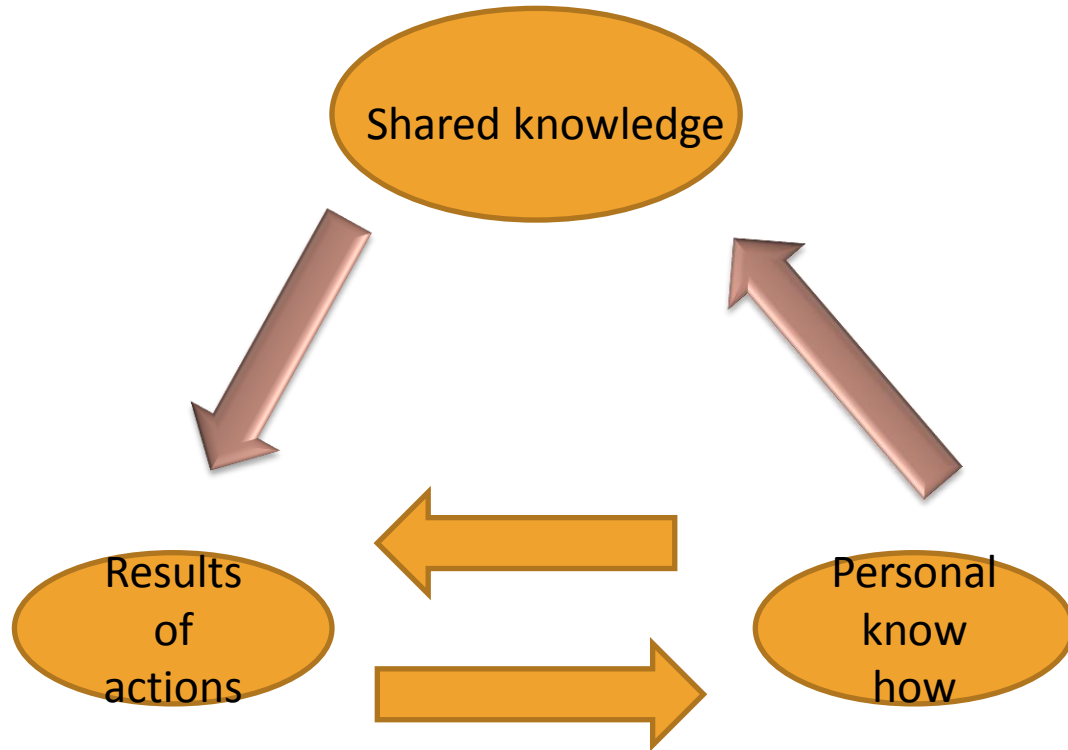 Shared knowledge
Results
of
actions
Personal
know
how